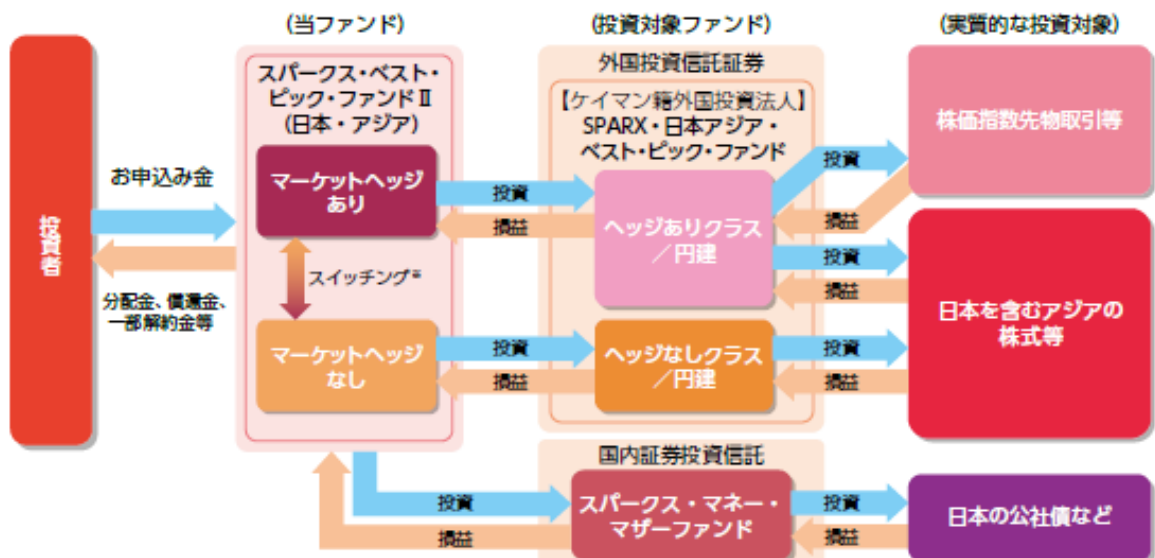 (当ファンド)
(投資対象ファンド)
(実質的な投資対象)
投資者
お申込み金
分配金、償還金、
一部解約金等
スパークス・ベスト・
ピック・ファンドⅡ
(日本・アジア)
マーケットヘッジ
あり
スイッチング※
マーケットヘッジ
なし
投資
損益
投資
損益
投資
損益
外国投資信託証券
【ケイマン籍外国投資法人】
SPARX・日本アジア・
ベスト・ピック・ファンド
ヘッジありクラス
/円建
ヘッジなしクラス
/円建
国内証券投資信託
スパークス・マネー・
マザーファンド
投資
損益
投資
損益
投資
損益
投資
損益
株価指数先物取引等
日本を含むアジアの
株式等
日本の公社債など